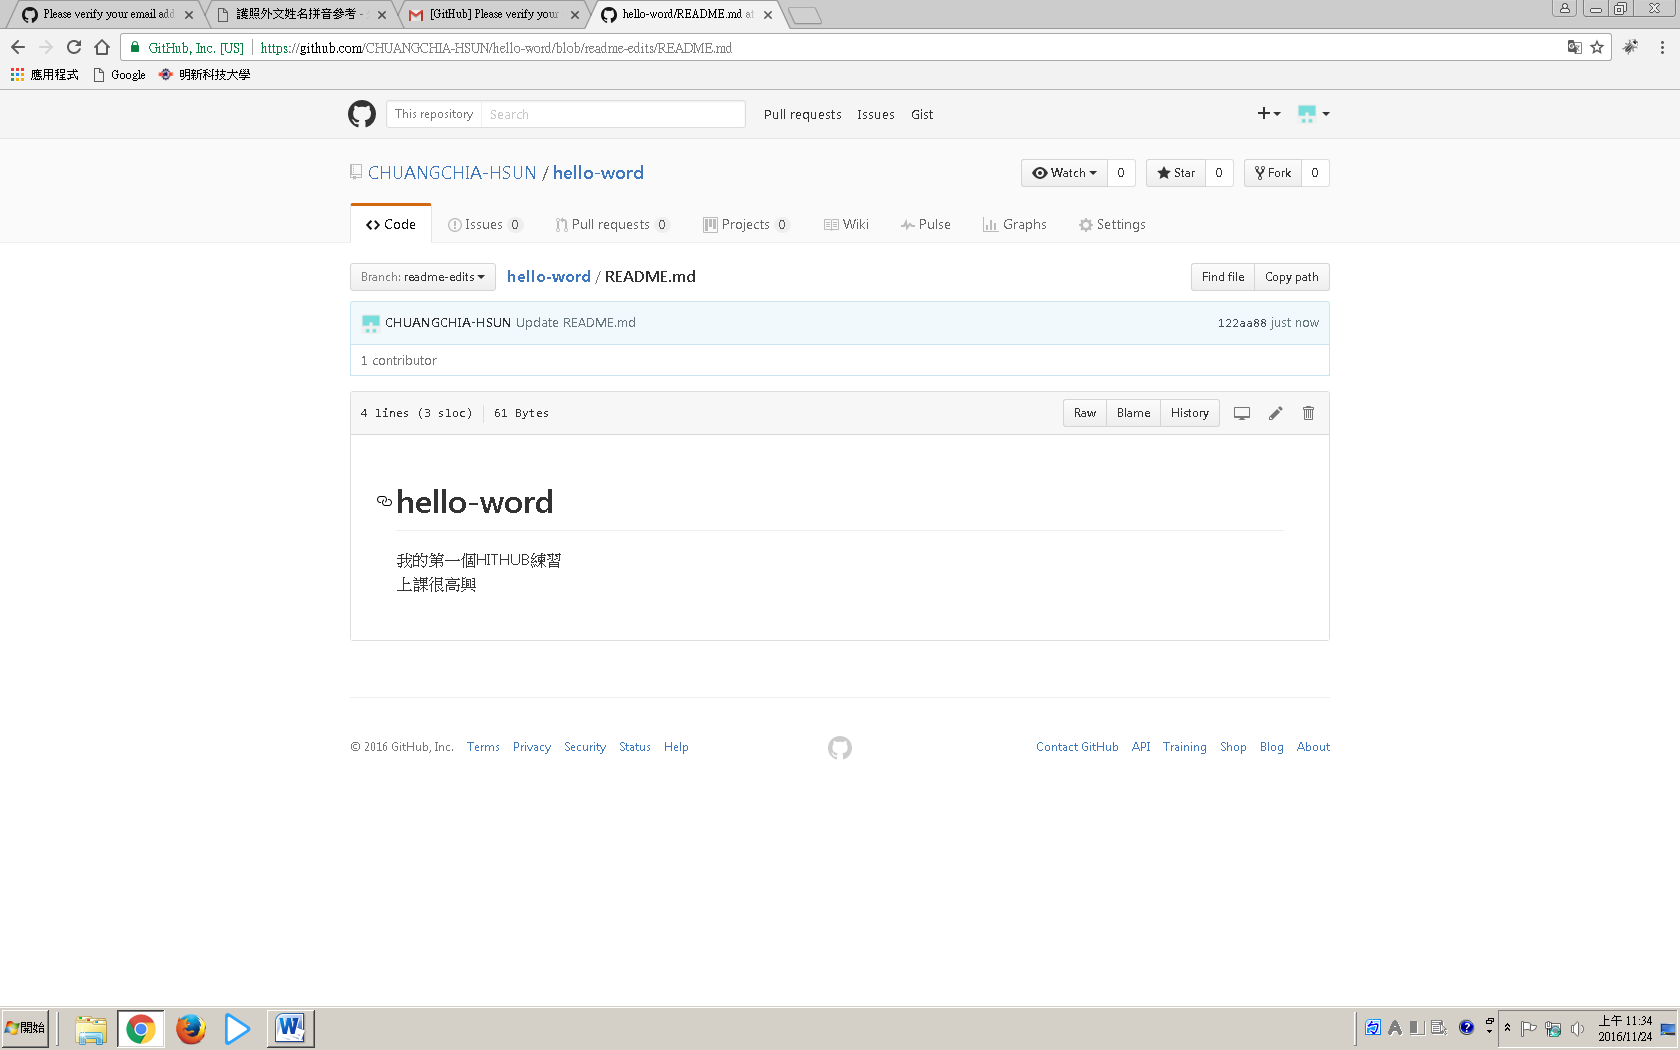 Please verify your email add
護照外文姓名拼音參考 -
[GitHub] Please verify your
hello-word/README.md at
GitHub, Inc. [US]
https://github.com/CHUANGCHIA-HSUN/hello-word/blob/readme-edits/README.md
應用程式
Google
明新科技大學
This repository
Search
Pull requests
Issues
Gist
CHUANGCHIA-HSUN / hello-word
Watch 0
Star 0
Fork 0
Code
Issues 0
Pull requests 0
Projects 0
Wiki
Pulse
Graphs
Settings
Branch: readme-edits
hello-word / README.md
Find file
Copy path
CHUANGCHIA-HSUN Update README.md
122aa88 just now
1 contributor
4 lines (3 sloc)
61 Bytes
Raw
Blame
History
hello-word
我的第一個HITHUB練習
上課很高興
© 2016 GitHub, Inc.
Terms
Privacy
Security
Status
Help
Contact GitHub
API
Training
Shop
Blog
About
開始
上午 11:34
2016/11/24